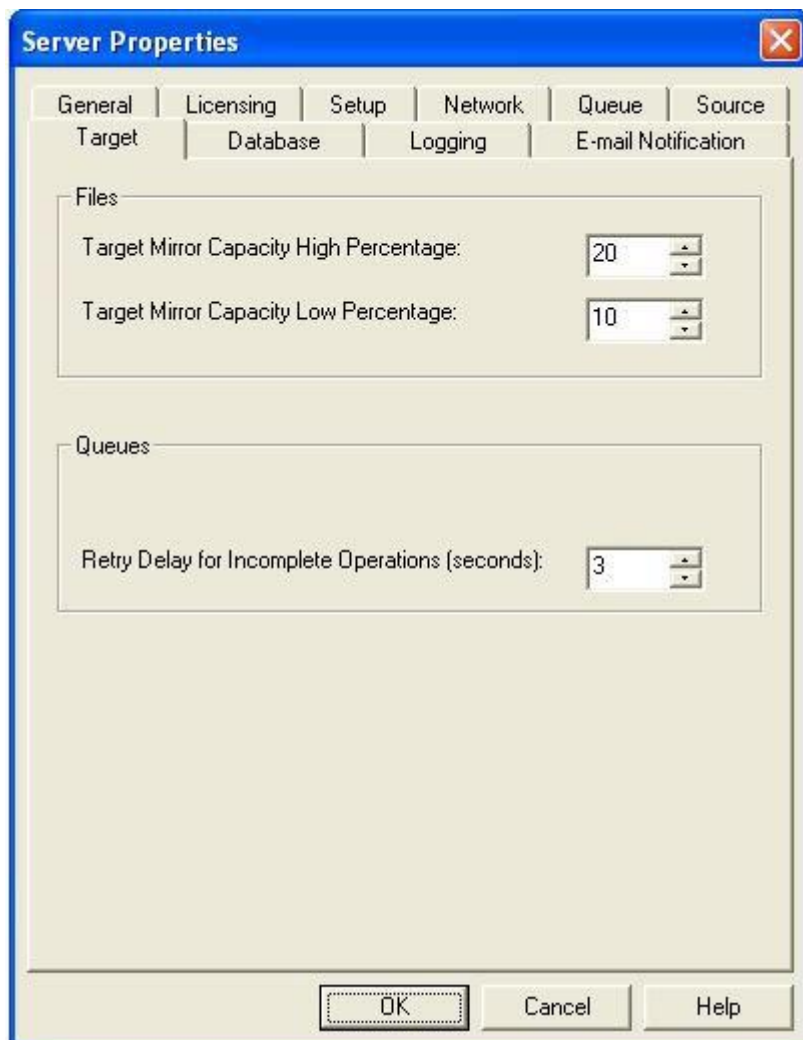 Server Properties
General Licensing Setup Network Queue Source
Target Database Logging E-mail Notification
Files
Target Mirror Capacity High Percentage: 20
Target Mirror Capacity Low Percentage: 10
Queues
Retry Delay for Incomplete Operations (seconds): 3
OK Cancel Help